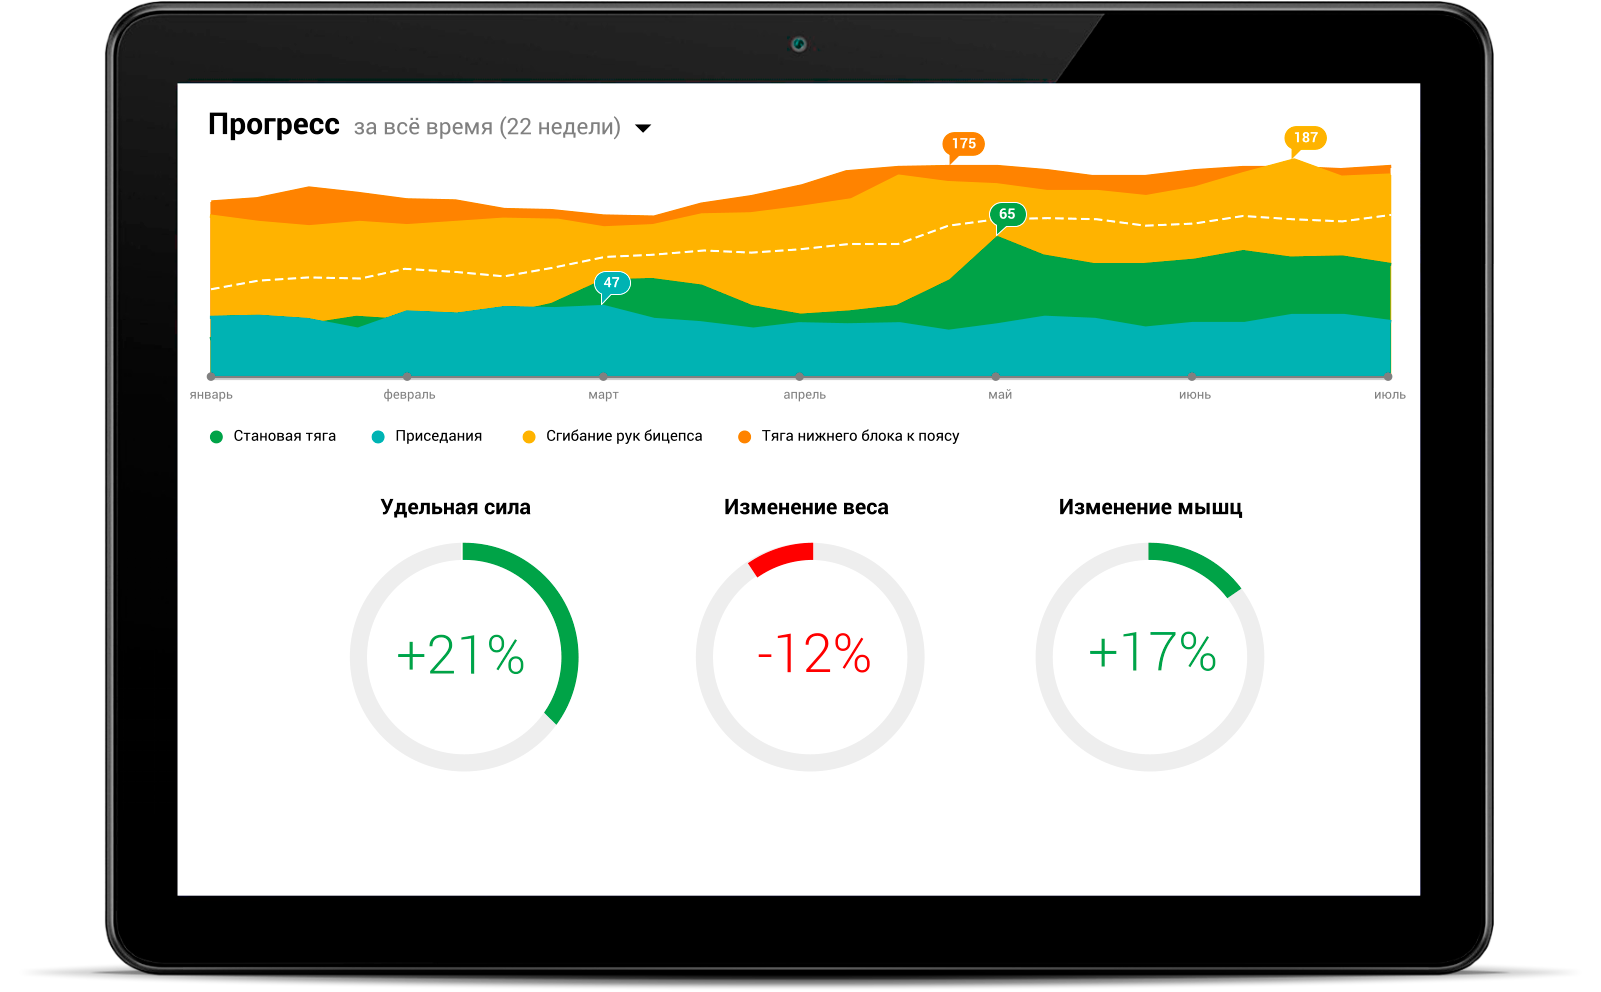 Прогресс за всё время (22 недели)
175
187
65
47
январь февраль март апрель май июнь июль
Становая тяга Приседания Сгибание рук бицепса Тяга нижнего блока к поясу
Удельная сила Изменение веса Изменение мышц
+21% -12% +17%